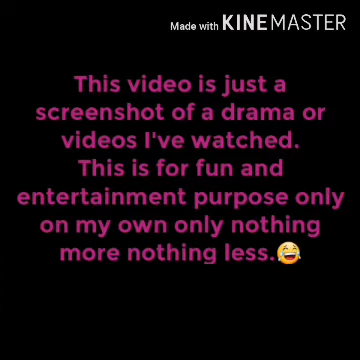 Made with KINEMASTER
This video is just a
screenshot of a drama or
videos I've watched.
This is for fun and
entertainment purpose only
on my own only nothing
more nothing less.😂